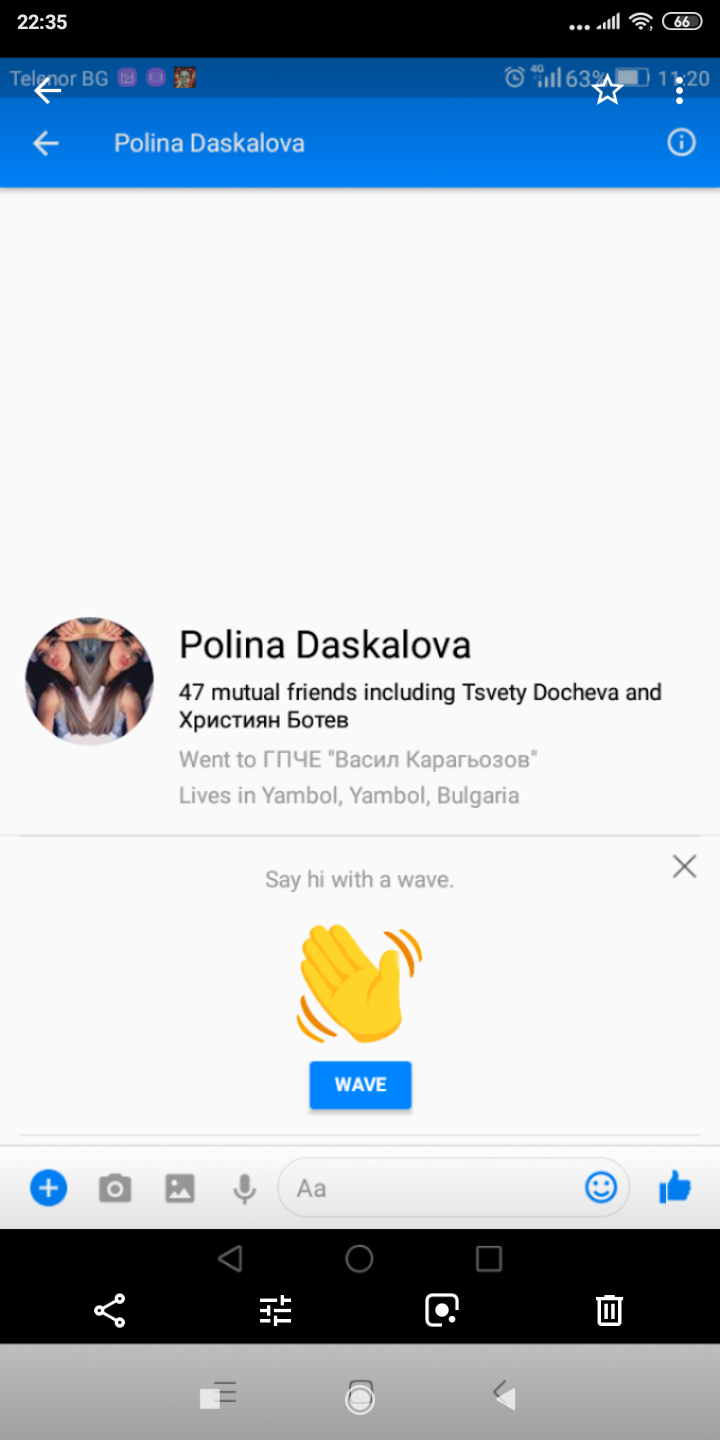 22:35
66
Telenor BG
4G
63%
11:20
Polina Daskalova
Polina Daskalova
47 mutual friends including Tsvety Docheva and
Християн Ботев
Went to ГПЧЕ "Васил Карагьозов"
Lives in Yambol, Yambol, Bulgaria
Say hi with a wave.
WAVE
Aa